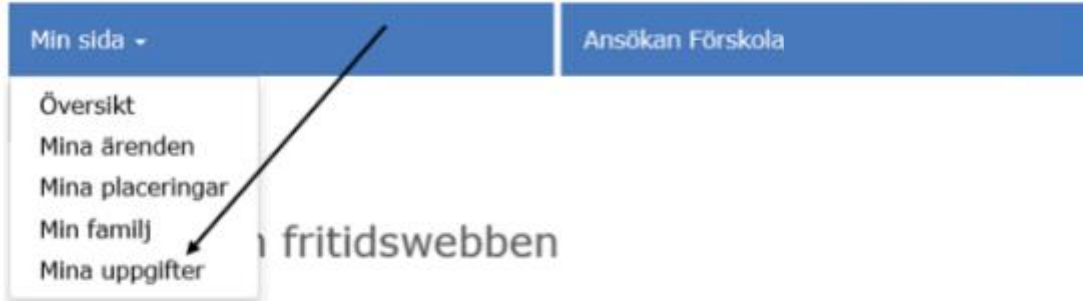 Min sida Ansökan Förskola
Översikt
Mina ärenden
Mina placeringar
Min familj
fritidswebben
Mina uppgifter